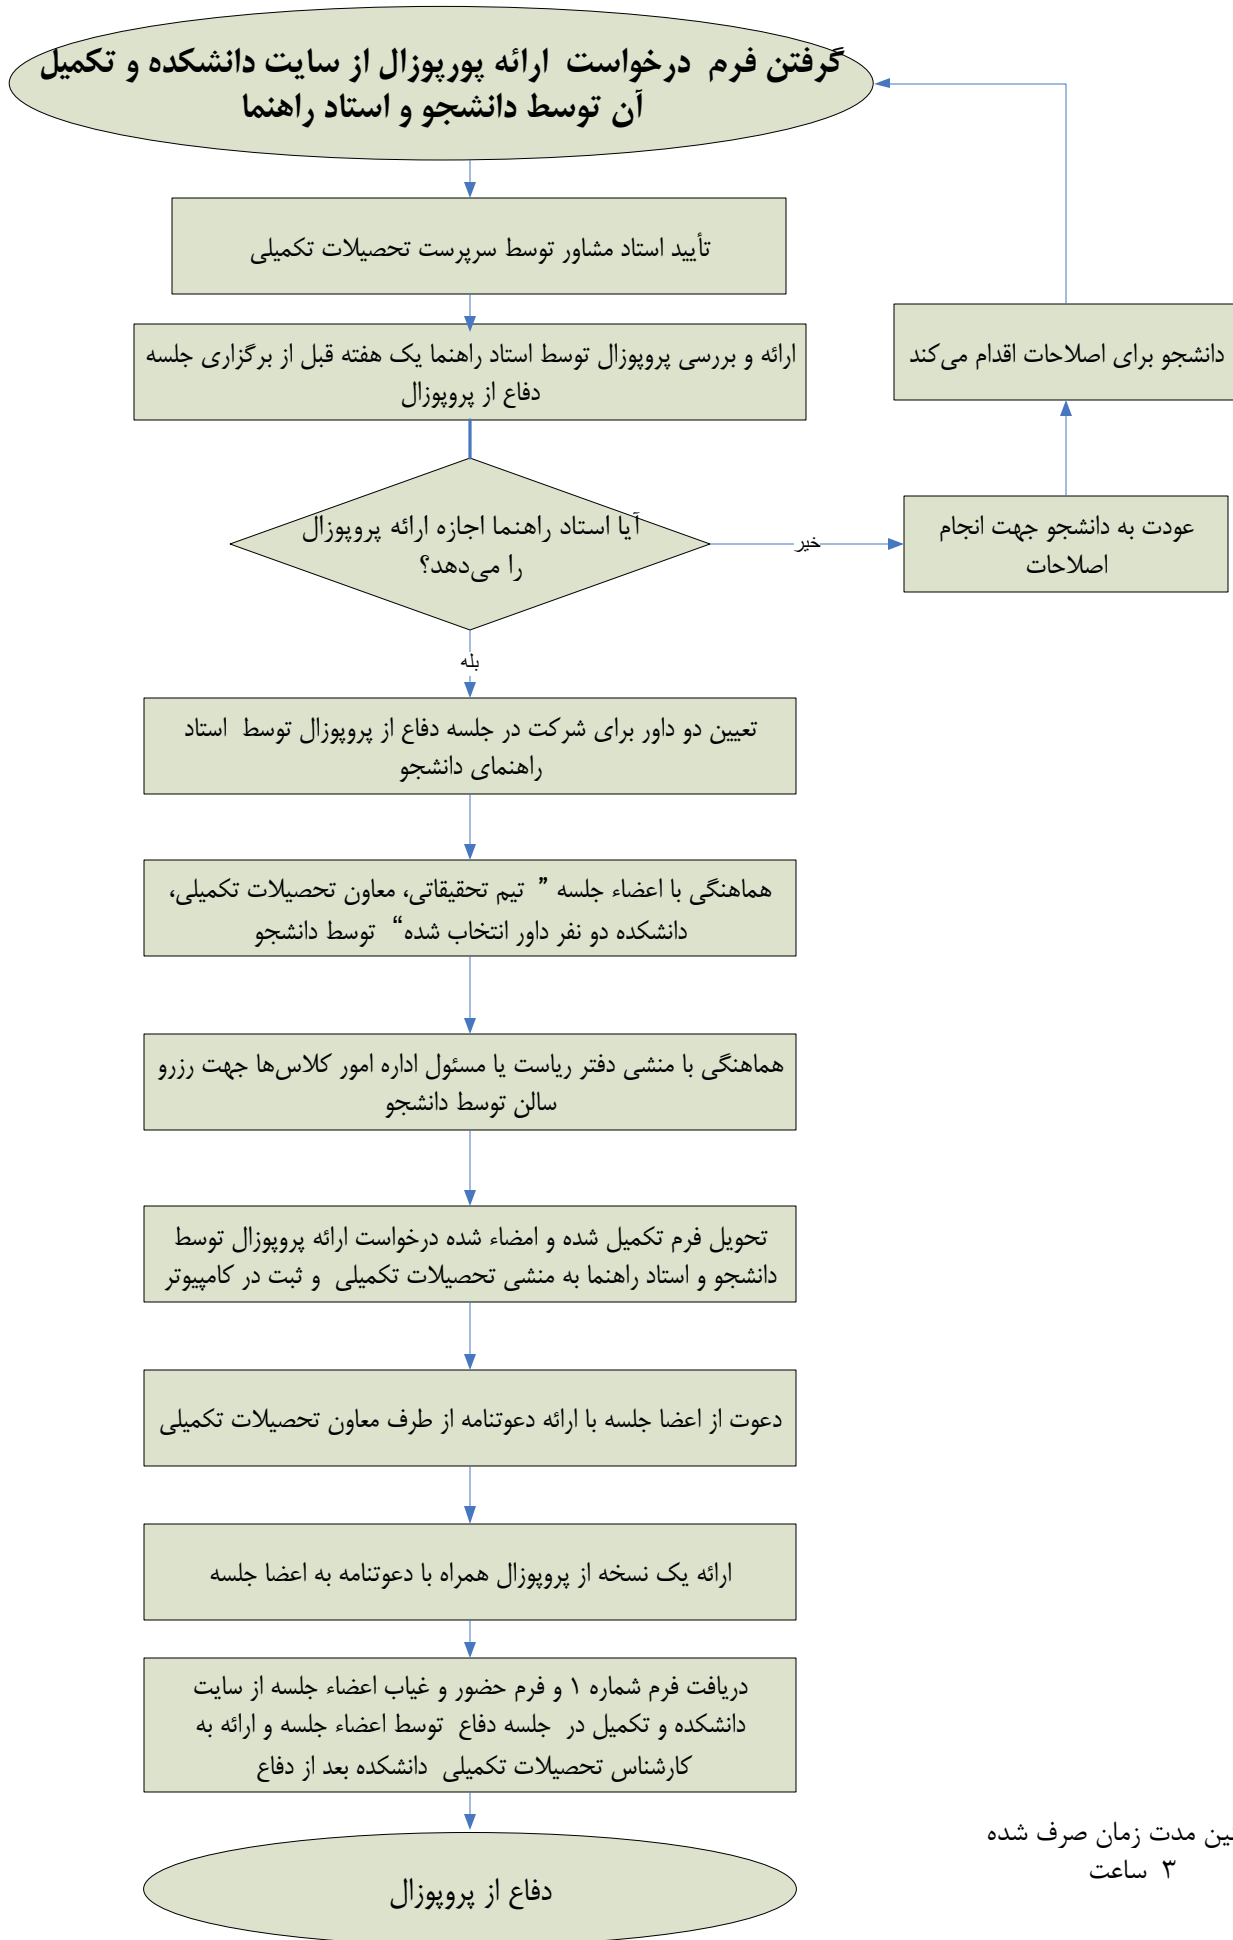 گرفتن فرم درخواست ارائه پورپوزال از سایت دانشکده و تکمیل
آن توسط دانشجو و استاد راهنما
تأیید استاد مشاور توسط سرپرست تحصیلات تکمیلی
ارائه و بررسی پروپوزال توسط استاد راهنما یک هفته قبل از برگزاری جلسه
دفاع از پروپوزال
دانشجو برای اصلاحات اقدام می‌کند
آیا استاد راهنما اجازه ارائه پروپوزال
را می‌دهد؟
خیر
عودت به دانشجو جهت انجام
اصلاحات
بله
تعیین دو داور برای شرکت در جلسه دفاع از پروپوزال توسط استاد
راهنمای دانشجو
هماهنگی با اعضاء جلسه ” تیم تحقیقاتی، معاون تحصیلات تکمیلی،
دانشکده دو نفر داور انتخاب شده“ توسط دانشجو
هماهنگی با منشی دفتر ریاست یا مسئول اداره امور کلاس‌ها جهت رزرو
سالن توسط دانشجو
تحویل فرم تکمیل شده و امضاء شده درخواست ارائه پروپوزال توسط
دانشجو و استاد راهنما به منشی تحصیلات تکمیلی و ثبت در کامپیوتر
دعوت از اعضا جلسه با ارائه دعوتنامه از طرف معاون تحصیلات تکمیلی
ارائه یک نسخه از پروپوزال همراه با دعوتنامه به اعضا جلسه
دریافت فرم شماره ۱ و فرم حضور و غیاب اعضاء جلسه از سایت
دانشکده و تکمیل در جلسه دفاع توسط اعضاء جلسه و ارائه به
کارشناس تحصیلات تکمیلی دانشکده بعد از دفاع
دفاع از پروپوزال
مدت زمان صرف شده
۳ ساعت